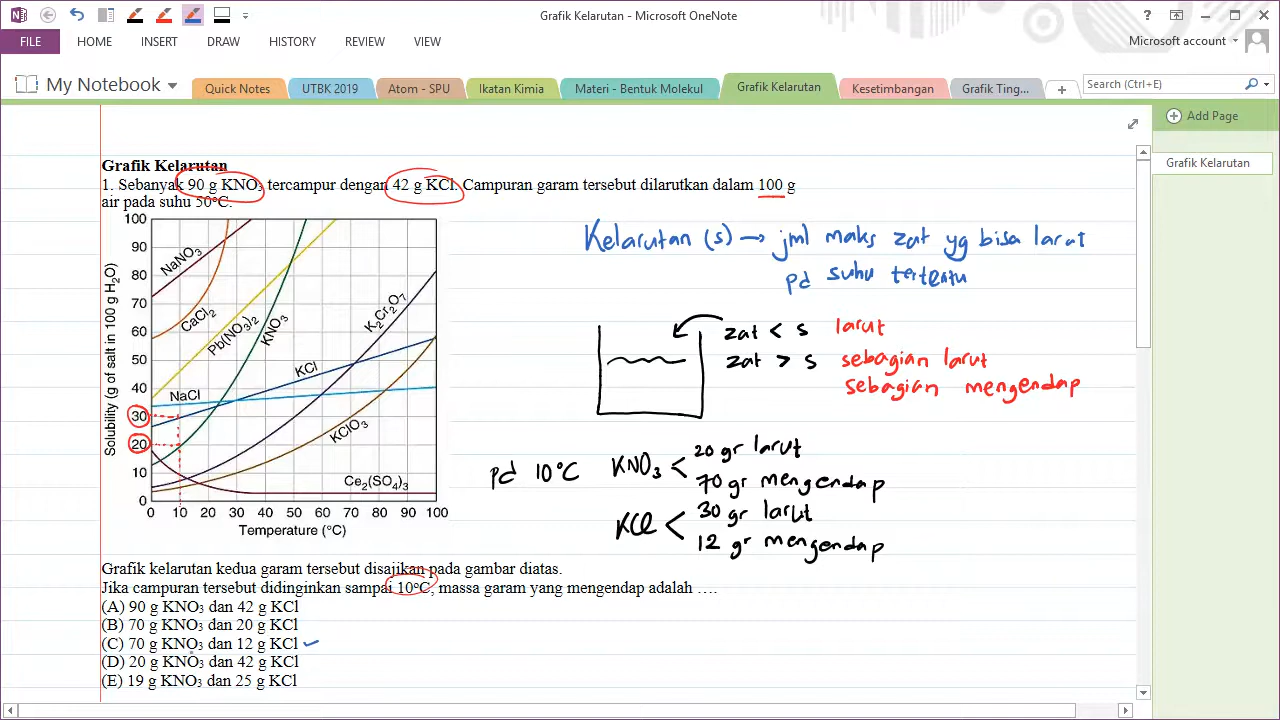 Grafik Kelarutan - Microsoft OneNote
?
Microsoft account
FILE HOME INSERT DRAW HISTORY REVIEW VIEW
My Notebook Quick Notes UTBK 2019 Atom - SPU Ikatan Kimia Materi - Bentuk Molekul Grafik Kelarutan Kesetimbangan Grafik Ting... + Search (Ctrl+E)
Add Page
Grafik Kelarutan
Grafik Kelarutan
1. Sebanyak 90 g KNO₃ tercampur dengan 42 g KCl. Campuran garam tersebut dilarutkan dalam 100 g
air pada suhu 50°C.
Solubility (g of salt in 100 g H₂O)
100
90
80
70
60
50
40
30
20
10
0
NaNO₃
CaCl₂
Pb(NO₃)₂
KNO₃
K₂Cr₂O₇
KCl
NaCl
KClO₃
Ce₂(SO₄)₃
0 10 20 30 40 50 60 70 80 90 100
Temperature (°C)
Kelarutan (s) → jml maks zat yg bisa larut
pd suhu tertentu
zat < s larut
zat > s sebagian larut
sebagian mengendap
pd 10°C KNO₃ < 20 gr larut
70 gr mengendap
KCl < 30 gr larut
12 gr mengendap
Grafik kelarutan kedua garam tersebut disajikan pada gambar diatas.
Jika campuran tersebut didinginkan sampai 10°C, massa garam yang mengendap adalah ….
(A) 90 g KNO₃ dan 42 g KCl
(B) 70 g KNO₃ dan 20 g KCl
(C) 70 g KNO₃ dan 12 g KCl
(D) 20 g KNO₃ dan 42 g KCl
(E) 19 g KNO₃ dan 25 g KCl